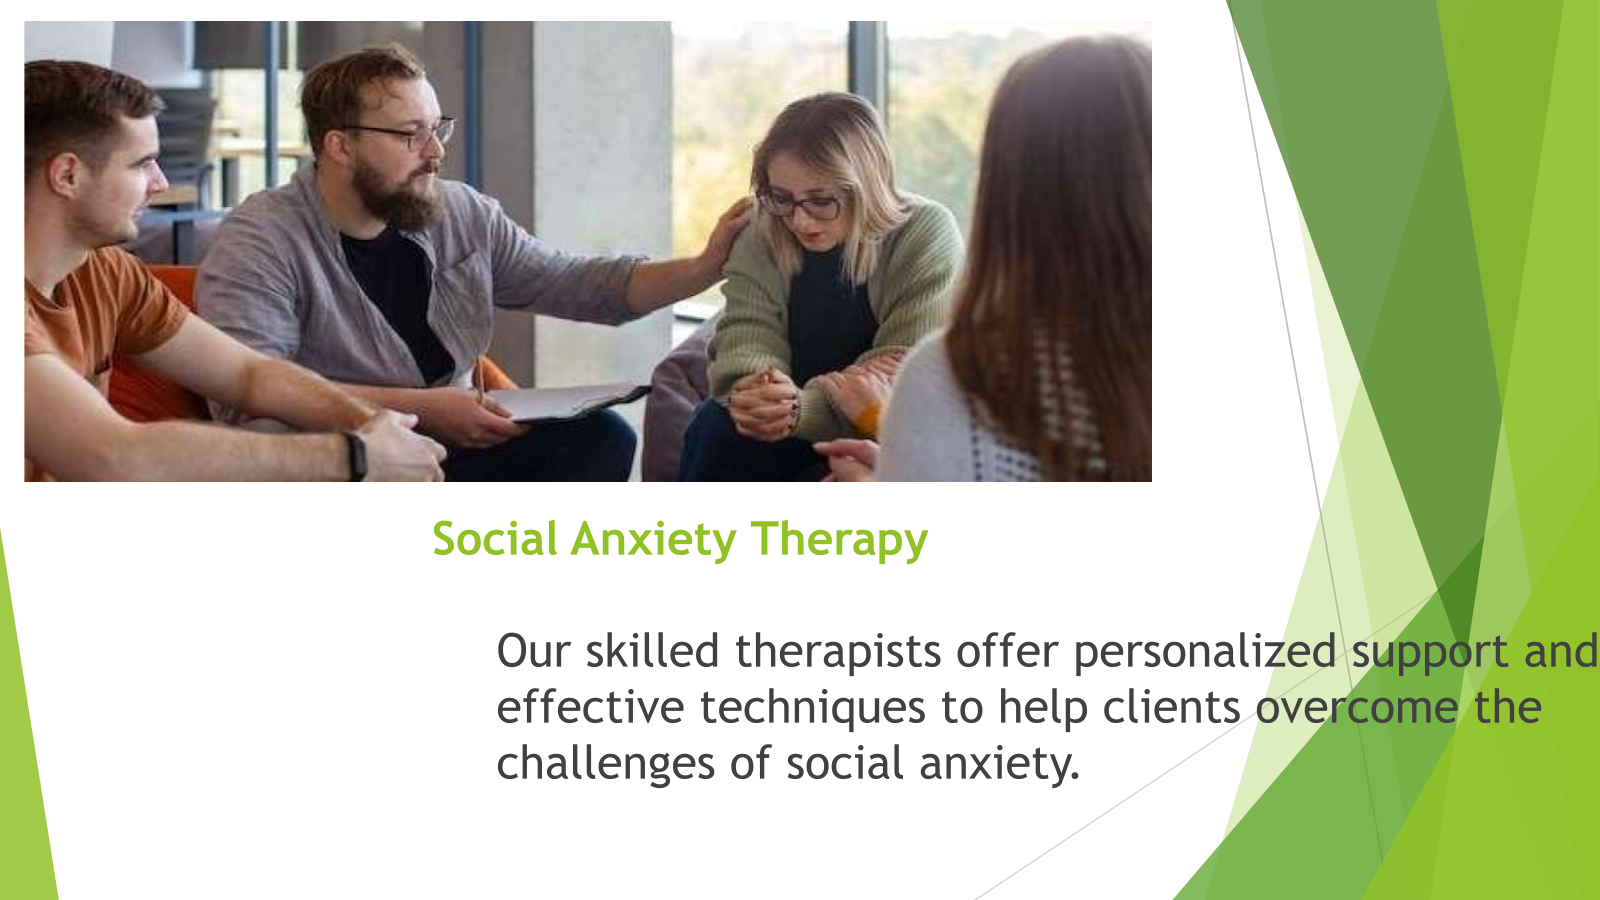 Social Anxiety Therapy
Our skilled therapists offer personalized support and
effective techniques to help clients overcome the
challenges of social anxiety.